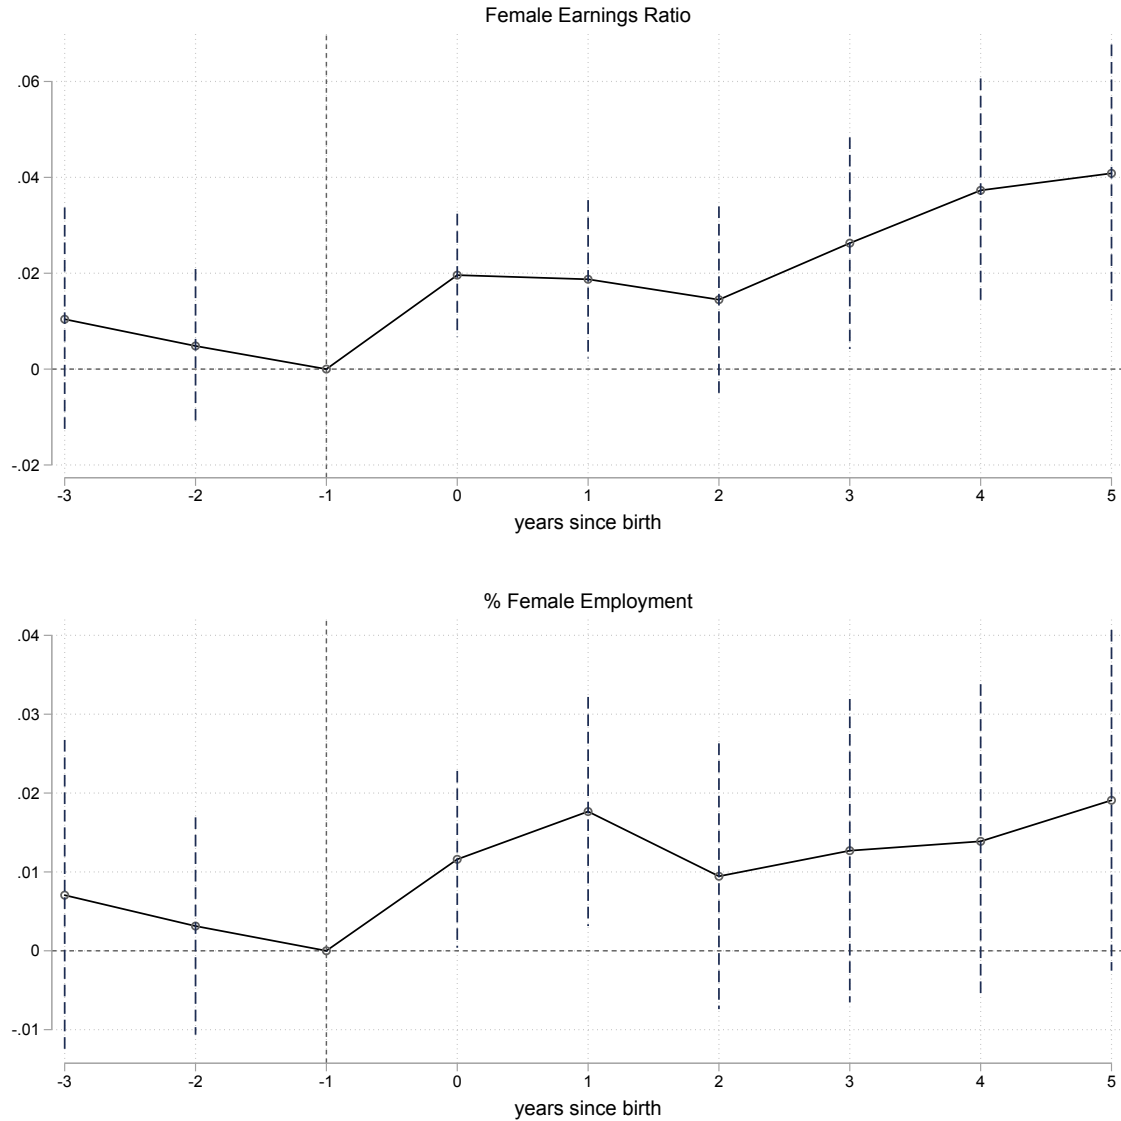 Female Earnings Ratio
.06
.04
.02
0
-.02
-3 -2 -1 0 1 2 3 4 5
years since birth
% Female Employment
.04
.03
.02
.01
0
-.01
-3 -2 -1 0 1 2 3 4 5
years since birth